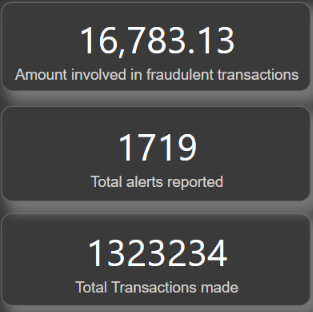 16,783.13
Amount involved in fraudulent transactions
1719
Total alerts reported
1323234
Total Transactions made